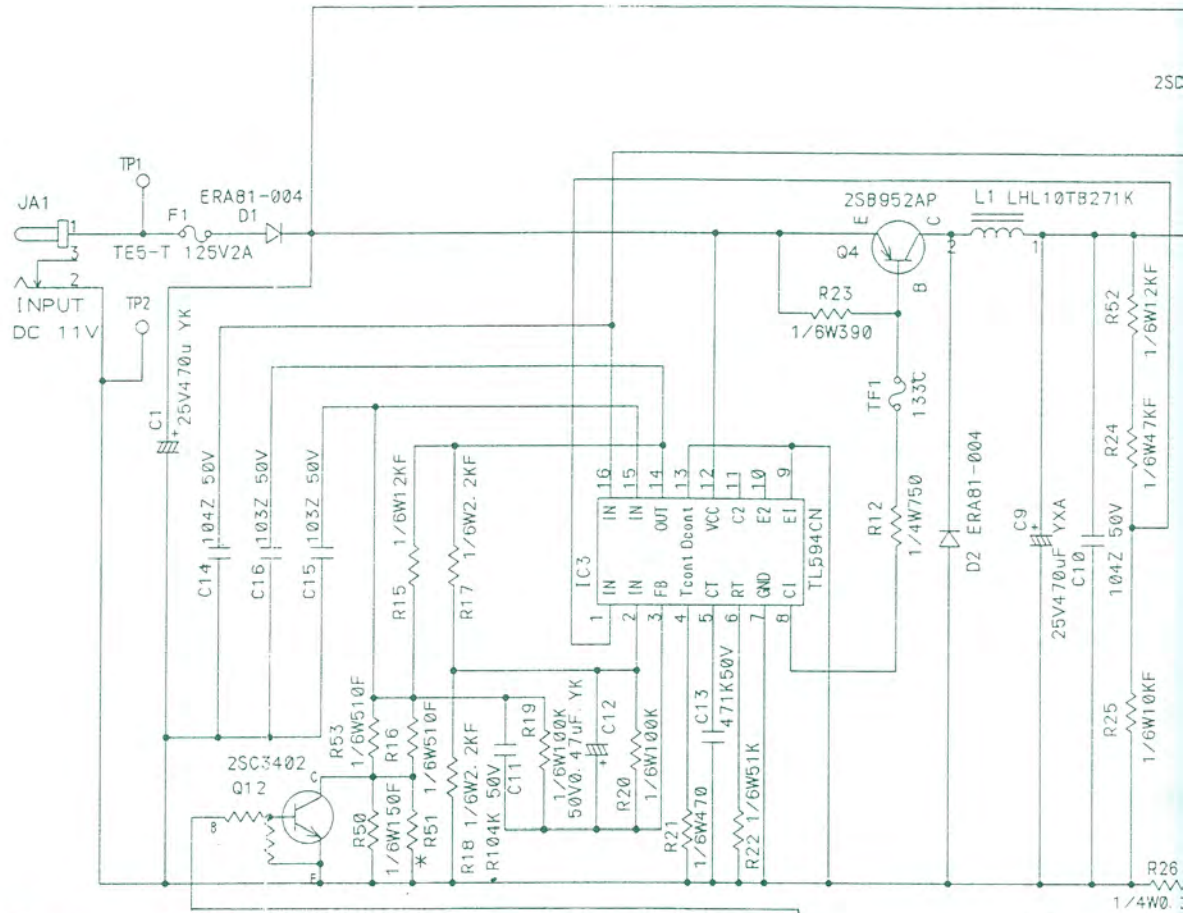 2SD
TP1
JA1
1
3
2
INPUT
DC 11V
F1
TE5-T 125V2A
ERA81-004
D1
TP2
C1
25V470u YK
+
2SB952AP
E
C
B
Q4
L1 LHL10TB271K
2
1
R23
1/6W390
TF1
133C
R12
1/4W750
R52
1/6W12KF
R24
1/6W47KF
D2 ERA81-004
C9
25V470uF YXA
+
C10
104Z 50V
R25
1/6W10KF
C14 104Z 50V
C16 103Z 50V
C15 103Z 50V
R15
1/6W12KF
R17
1/6W2.2KF
16
15
14
13
12
11
10
9
IN
IN
OUT
Dcont
VCC
C2
E2
E1
IC3
TL594CN
IN
IN
FB
Tcont
CT
RT
GND
C1
1
2
3
4
5
6
7
8
R53
1/6W510F
R16
1/6W510F
R19
1/6W100K
C12
50V0.47uF.YK
+
R20
1/6W100K
C13
471K50V
2SC3402
Q12
B
C
E
R50
1/6W150F
R51
*
R18 1/6W2.2KF
C11
R104K 50V
R21
1/6W470
R22 1/6W51K
R26
1/4W0.